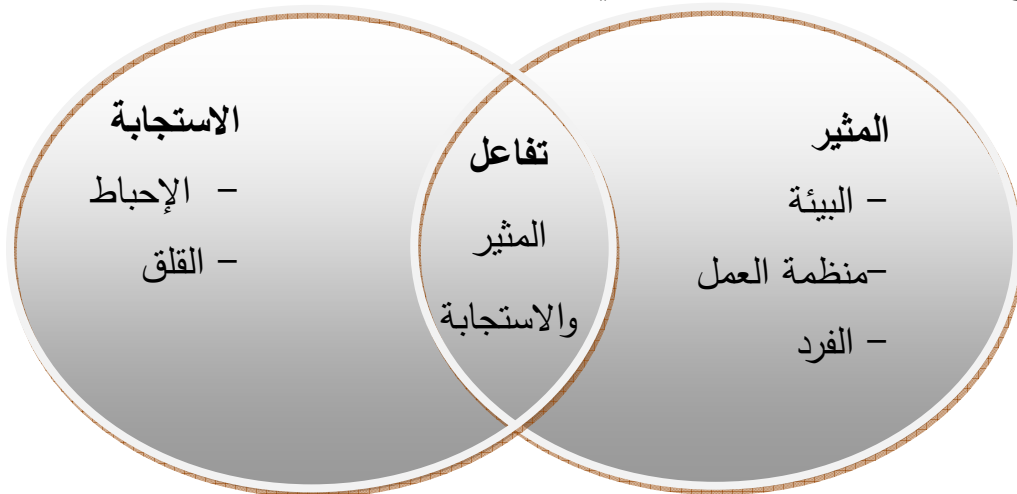 المثير
- البيئة
-منظمة العمل
- الفرد
تفاعل
المثير
والاستجابة
الاستجابة
- الإحباط
- القلق